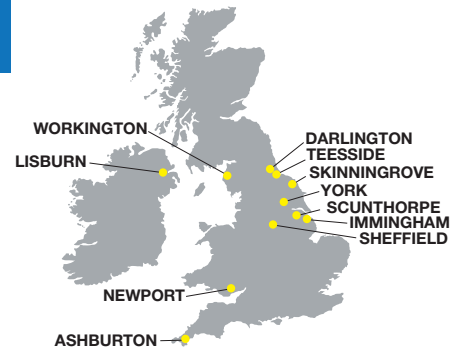 WORKINGTON
LISBURN
DARLINGTON
TEESSIDE
SKINNINGROVE
YORK
SCUNTHORPE
IMMINGHAM
SHEFFIELD
NEWPORT
ASHBURTON